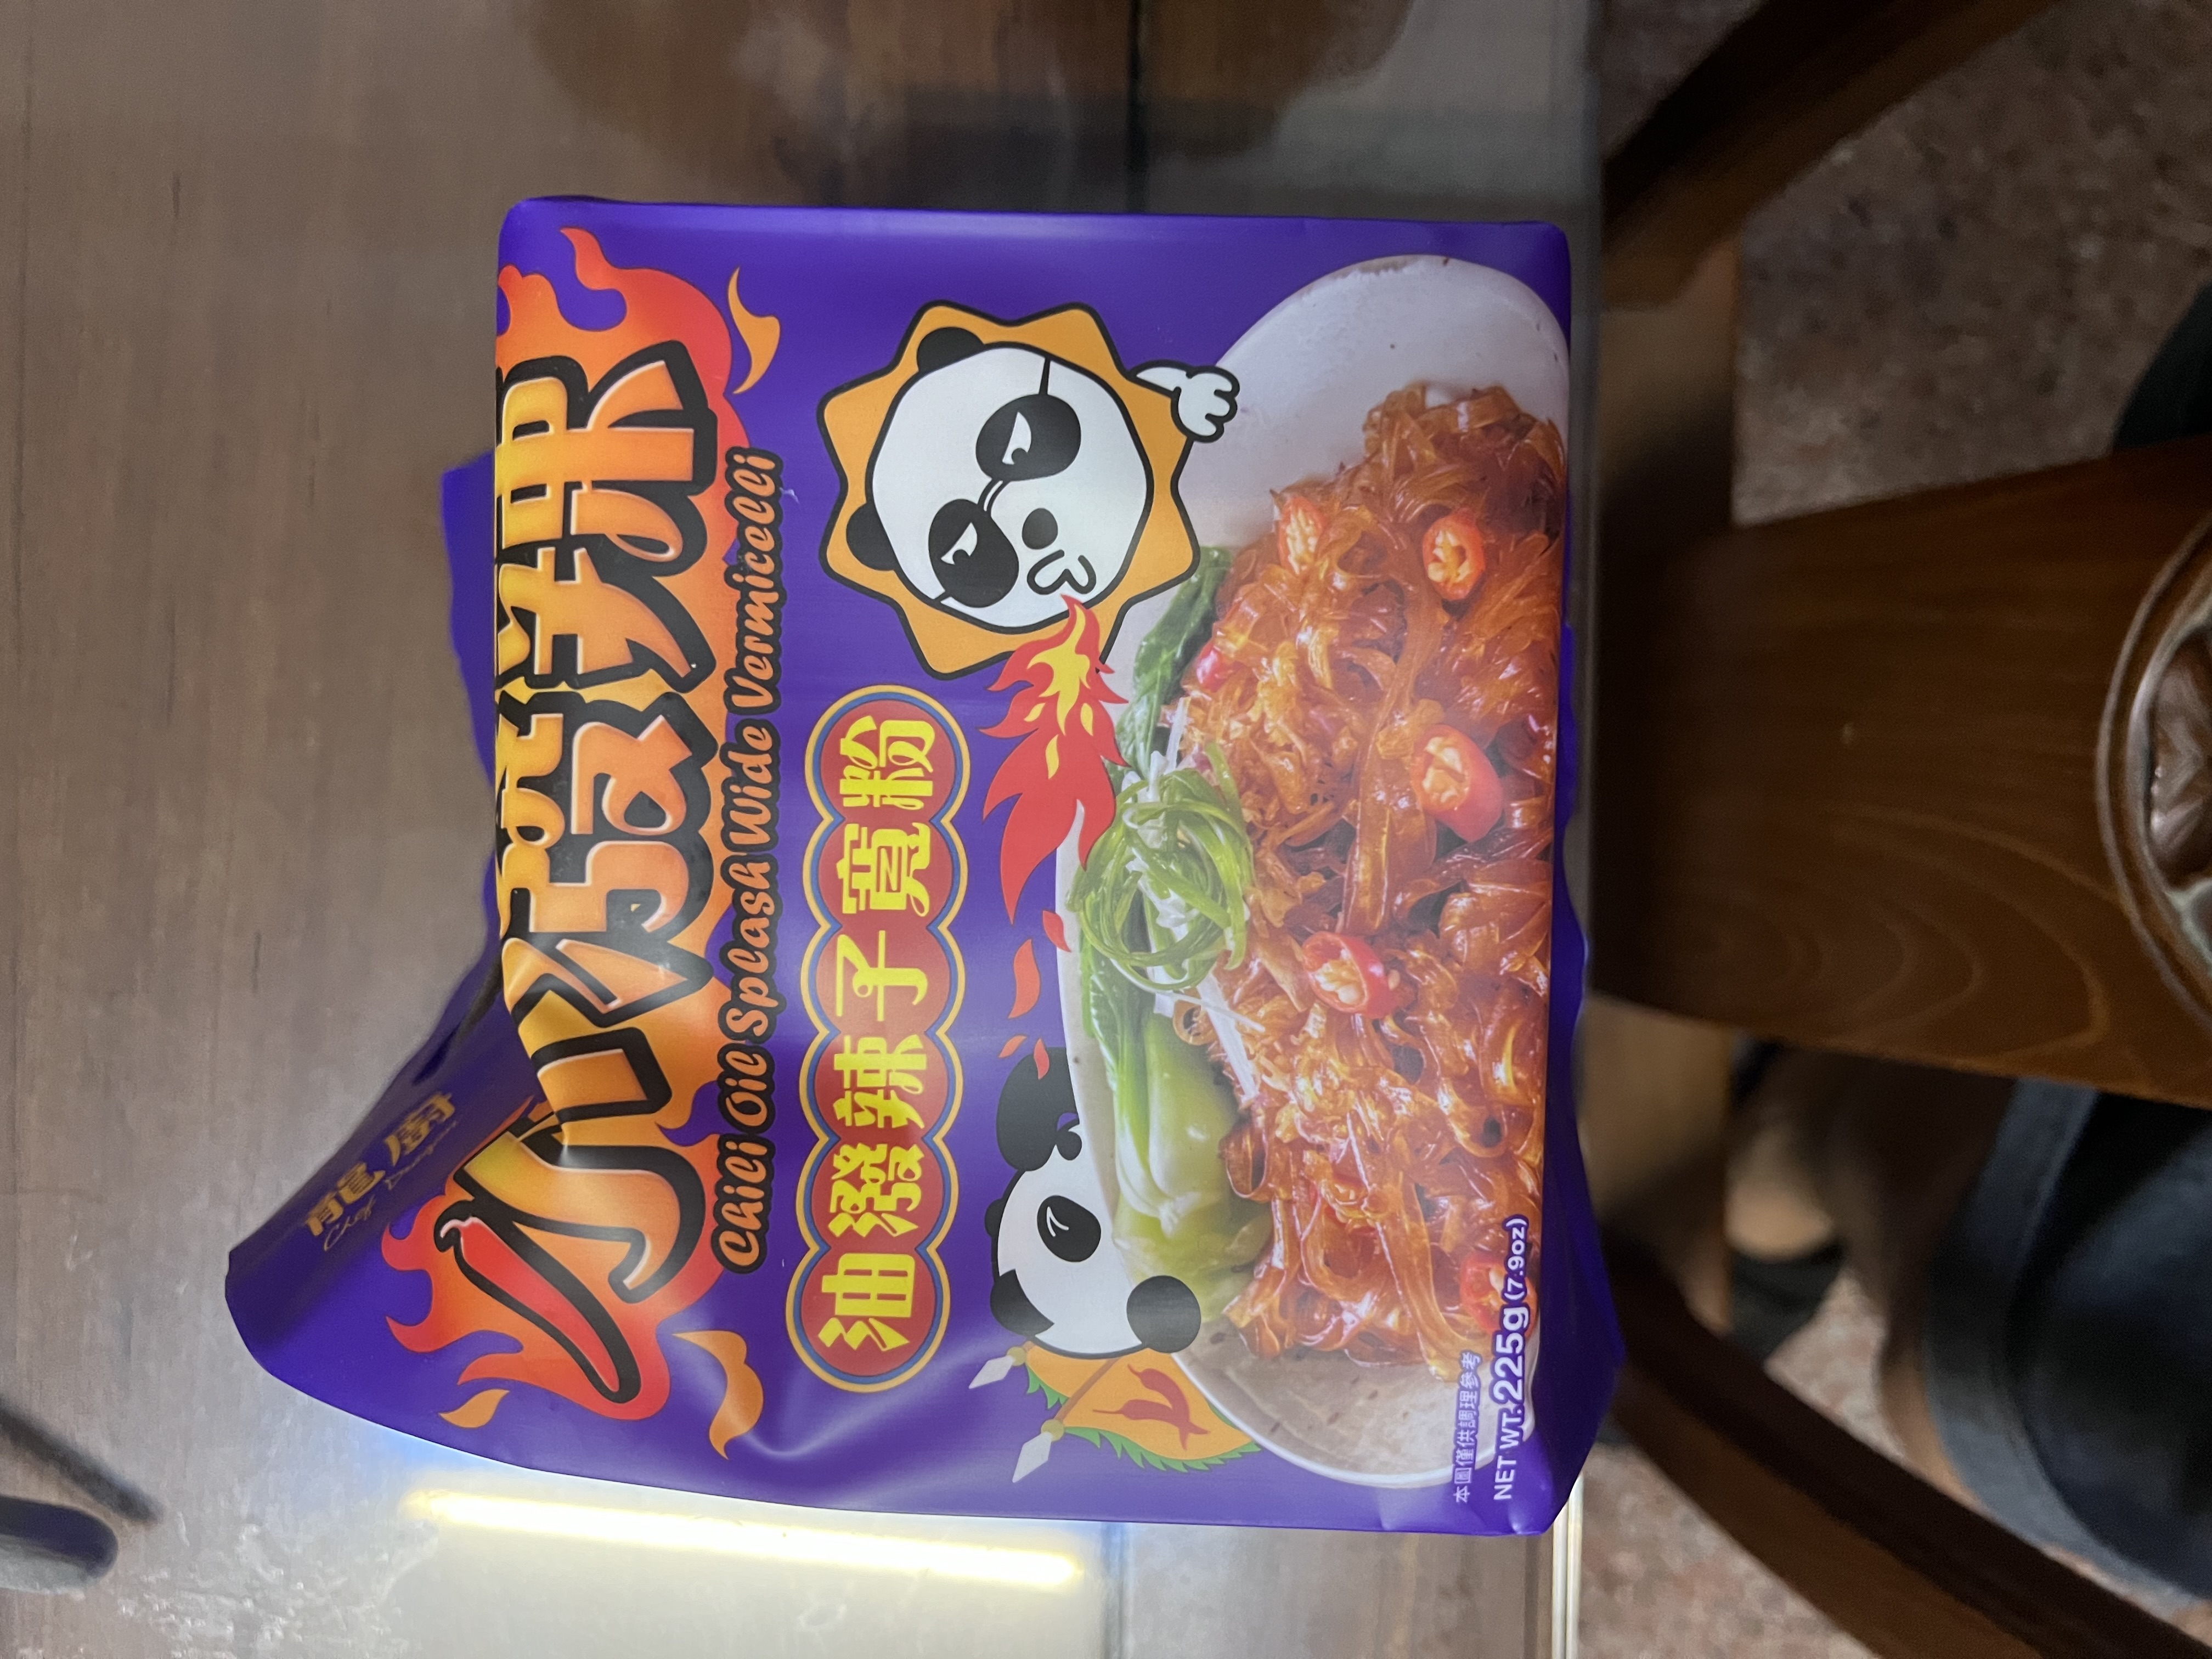 龍廚
Chef Dragon
小潑辣
Chili Oil Splash Wide Vermicelli
油潑辣子寬粉
本圖僅供調理參考
NET WT.225g(7.9oz)